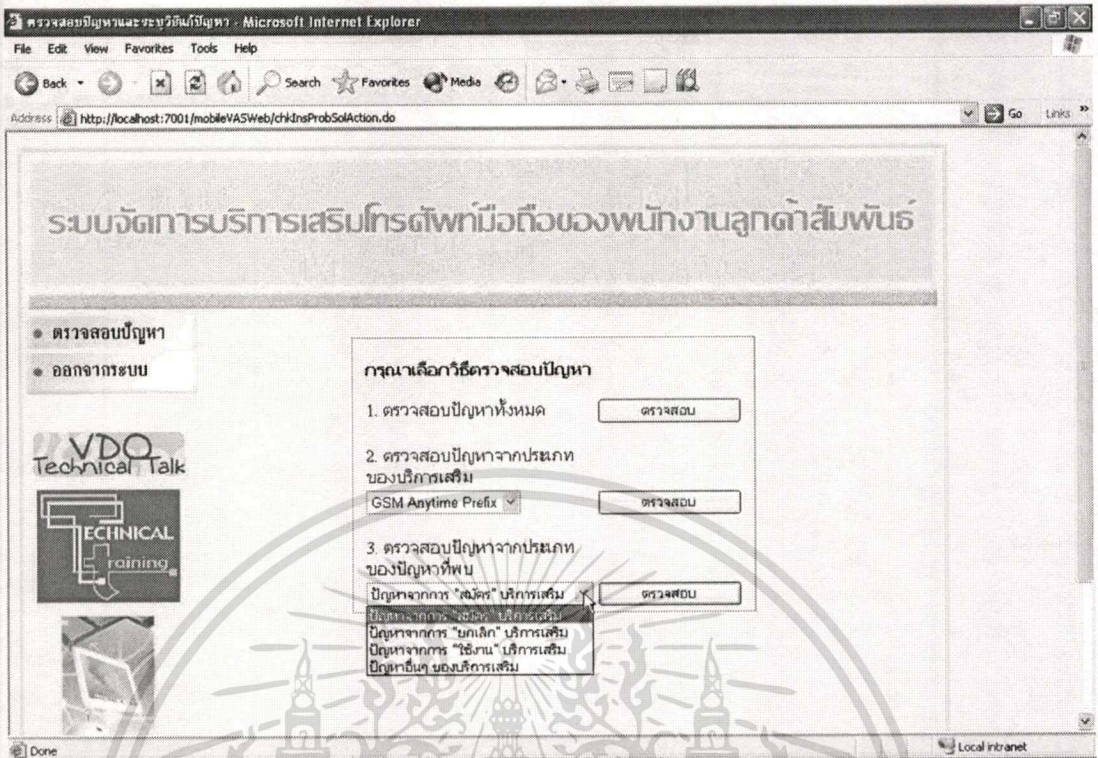 ตรวจสอบปัญหาและระบุวิธีแก้ปัญหา - Microsoft Internet Explorer
File Edit View Favorites Tools Help
Back Search Favorites Media
Address http://localhost:7001/mobileVASWeb/chkInsProbSolAction.do Go Links »
ระบบจัดการบริการเสริมโทรศัพท์มือถือของพนักงานลูกค้าสัมพันธ์
ตรวจสอบปัญหา
ออกจากระบบ
VDO
Technical Talk
TECHNICAL
Training
กรุณาเลือกวิธีตรวจสอบปัญหา
1. ตรวจสอบปัญหาทั้งหมด ตรวจสอบ
2. ตรวจสอบปัญหาจากประเภท
ของบริการเสริม
GSM Anytime Prefix ตรวจสอบ
3. ตรวจสอบปัญหาจากประเภท
ของปัญหาที่พบ
ปัญหาจากการ "สมัคร" บริการเสริม ตรวจสอบ
ปัญหาจากการ "สมัคร" บริการเสริม
ปัญหาจากการ "ยกเลิก" บริการเสริม
ปัญหาจากการ "ใช้งาน" บริการเสริม
ปัญหาอื่นๆ ของบริการเสริม
Done Local intranet